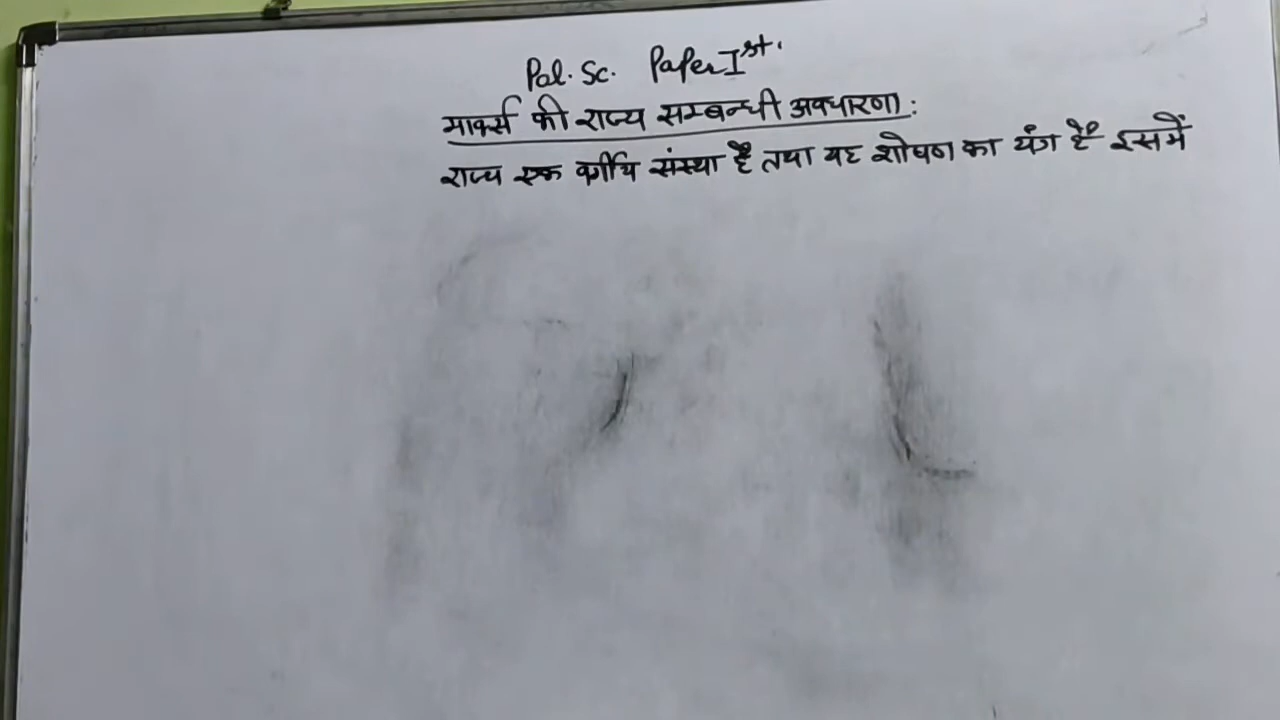 Pol. Sc. Paper Ist.
मार्क्स की राज्य सम्बन्धी अवधारणा :
राज्य एक वर्गीय संस्था है तथा यह शोषण का यंग है इसमें